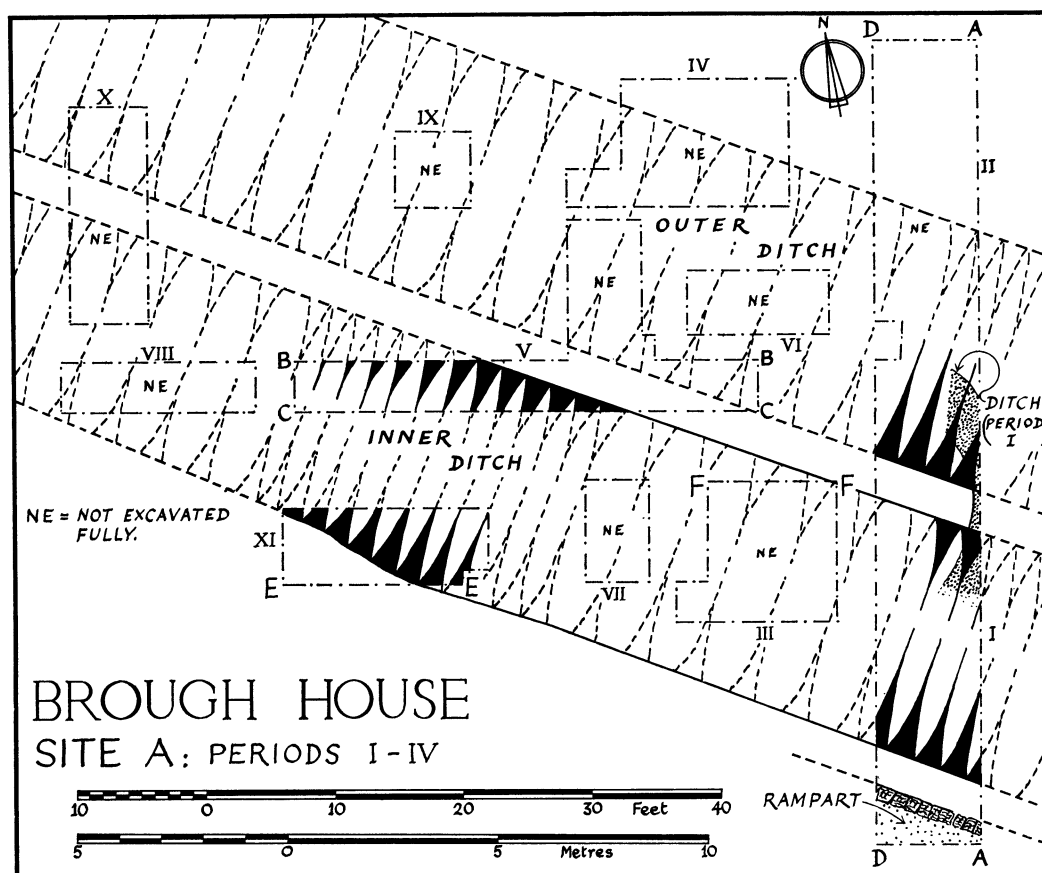 D A
N
IV
X
IX
NE
NE
II
NE
OUTER DITCH
NE
NE
NE
NE
VI
V
B B
VIII
NE
C C
DITCH
(PERIOD
I
INNER
DITCH
F F
NE = NOT EXCAVATED
FULLY.
XI
NE
NE
E E
VII
III
I
BROUGH HOUSE
SITE A: PERIODS I-IV
10 0 10 20 30 Feet 40
RAMPART
5 0 5 Metres 10
D A